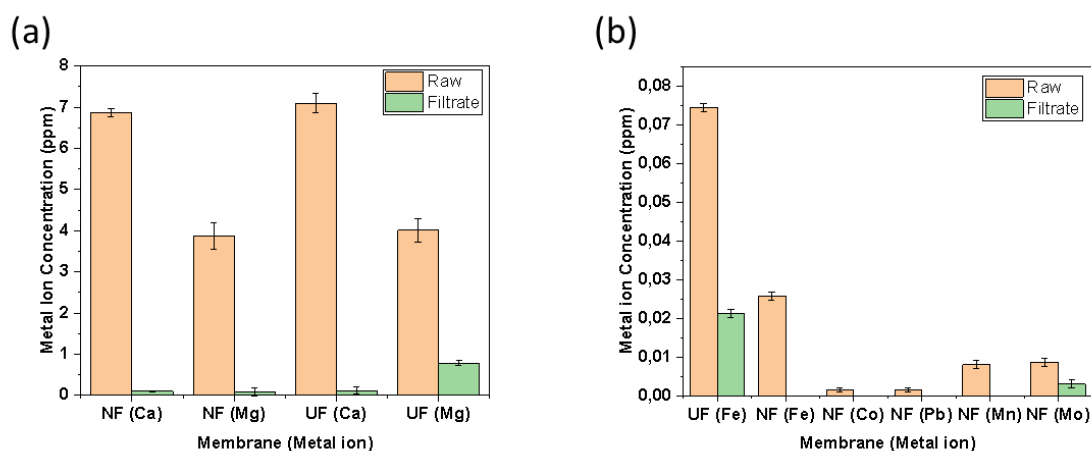 (a)
Metal Ion Concentration (ppm)
8
7
6
5
4
3
2
1
0
Raw
Filtrate
NF (Ca) NF (Mg) UF (Ca) UF (Mg)
Membrane (Metal ion)
(b)
Metal ion Concentration (ppm)
0,08
0,07
0,06
0,05
0,04
0,03
0,02
0,01
0,00
Raw
Filtrate
UF (Fe) NF (Fe) NF (Co) NF (Pb) NF (Mn) NF (Mo)
Membrane (Metal ion)